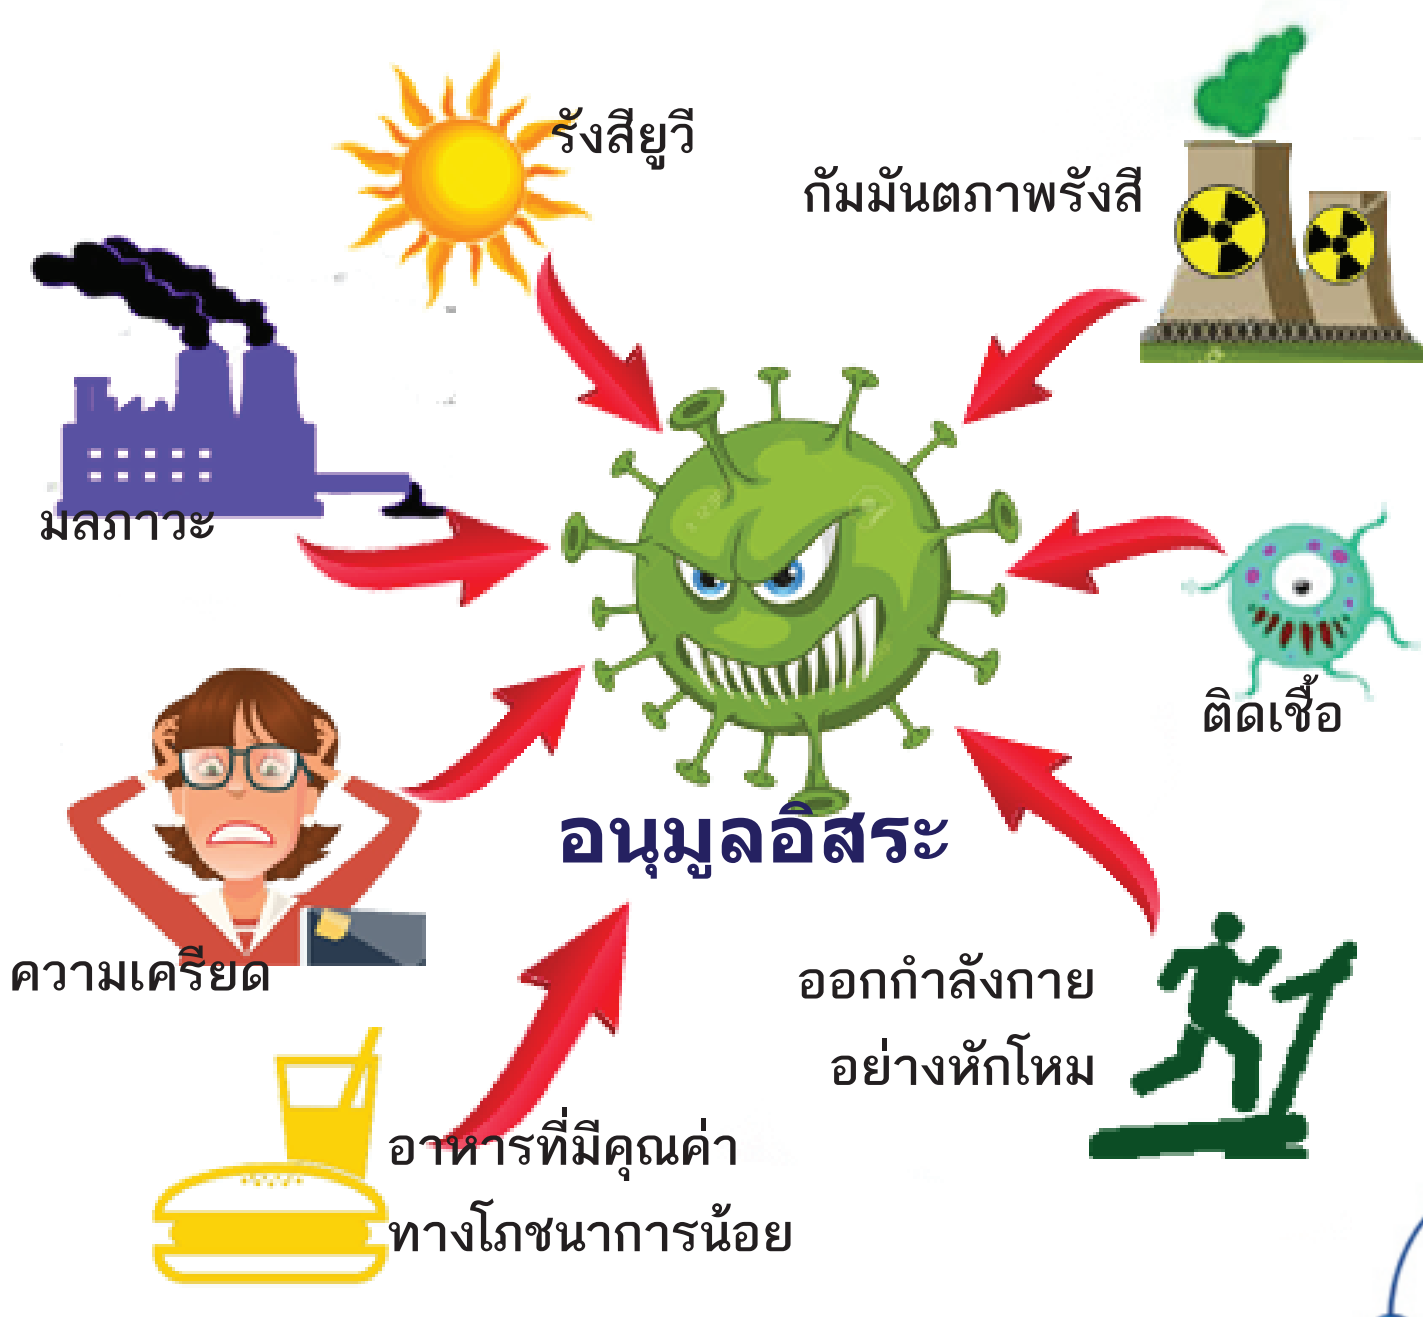 รังสียูวี
กัมมันตภาพรังสี
มลภาวะ
ติดเชื้อ
อนุมูลอิสระ
ความเครียด
ออกกำลังกาย
อย่างหักโหม
อาหารที่มีคุณค่า
ทางโภชนาการน้อย